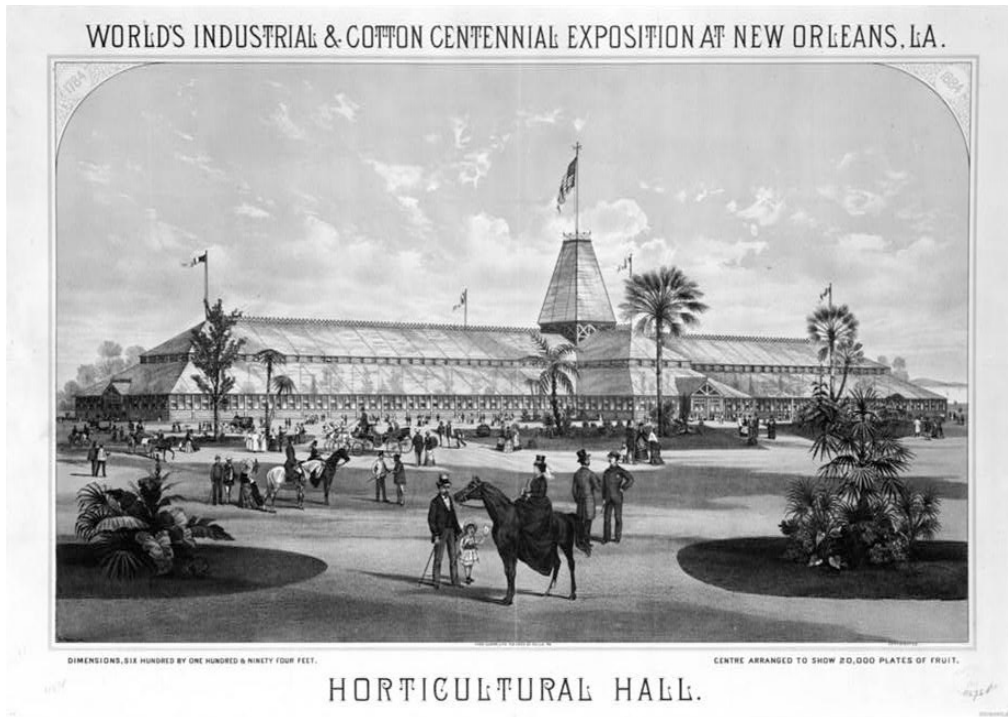 WORLD'S INDUSTRIAL & COTTON CENTENNIAL EXPOSITION AT NEW ORLEANS, LA.
1784
1884
DIMENSIONS, SIX HUNDRED BY ONE HUNDRED & NINETY FOUR FEET.
CENTRE ARRANGED TO SHOW 20,000 PLATES OF FRUIT.
HORTICULTURAL HALL.